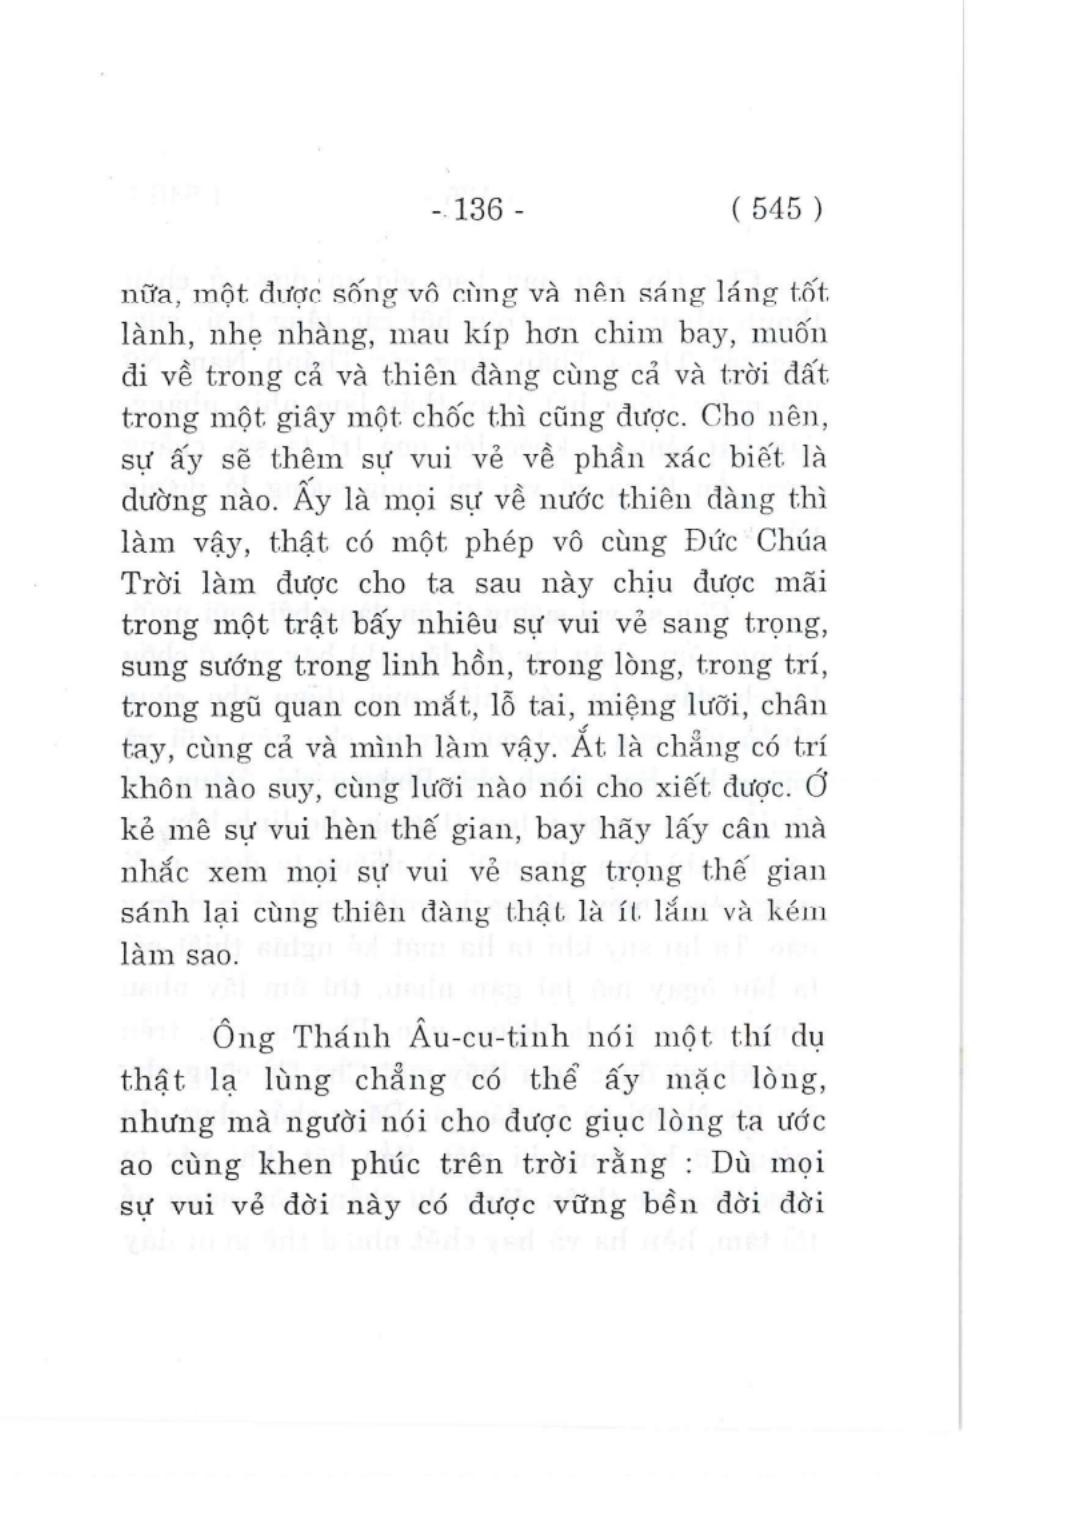 - 136 - ( 545 )
nữa, một được sống vô cùng và nên sáng láng tốt
lành, nhẹ nhàng, mau kíp hơn chim bay, muốn
đi về trong cả và thiên đàng cùng cả và trời đất
trong một giây một chốc thì cũng được. Cho nên,
sự ấy sẽ thêm sự vui vẻ về phần xác biết là
dường nào. Ấy là mọi sự về nước thiên đàng thì
làm vậy, thật có một phép vô cùng Đức Chúa
Trời làm được cho ta sau này chịu được mãi
trong một trật bấy nhiêu sự vui vẻ sang trọng,
sung sướng trong linh hồn, trong lòng, trong trí,
trong ngũ quan con mắt, lỗ tai, miệng lưỡi, chân
tay, cùng cả và mình làm vậy. Ắt là chẳng có trí
khôn nào suy, cùng lưỡi nào nói cho xiết được. Ớ
kẻ mê sự vui hèn thế gian, bay hãy lấy cân mà
nhắc xem mọi sự vui vẻ sang trọng thế gian
sánh lại cùng thiên đàng thật là ít lắm và kém
làm sao.
Ông Thánh Âu-cu-tinh nói một thí dụ
thật lạ lùng chẳng có thể ấy mặc lòng,
nhưng mà người nói cho được giục lòng ta ước
ao cùng khen phúc trên trời rằng : Dù mọi
sự vui vẻ đời này có được vững bền đời đời